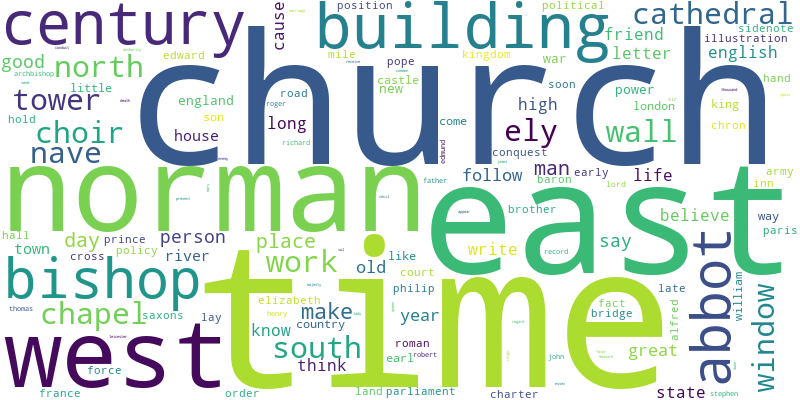 century building cathedral
cause position political sidenote
friend illustration
good north edward mile pope kingdom war letter english
archbishop little castle new soon hand
tower england road high power london king
church
hold son roger long ely wall chron
choir house richard come
nave edmund conquest
norman east
follow man early life army
father baron lord inn
brother believe way paris
hall day prince person place write say
town policy cross river work like record
bishop old court
elizabeth philip late william
chapel saxons make year fact bridge alfred abbot window
thomas lay know country henry
time
west south roman great
force think earl robert john
france order land parliament charter state stephen